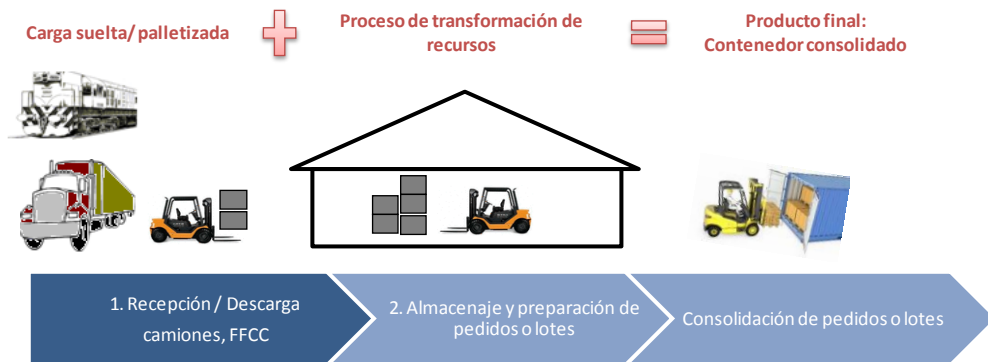 Carga suelta/ palletizada
Proceso de transformación de
recursos
Producto final:
Contenedor consolidado
1. Recepción / Descarga
camiones, FFCC
2. Almacenaje y preparación de
pedidos o lotes
Consolidación de pedidos o lotes